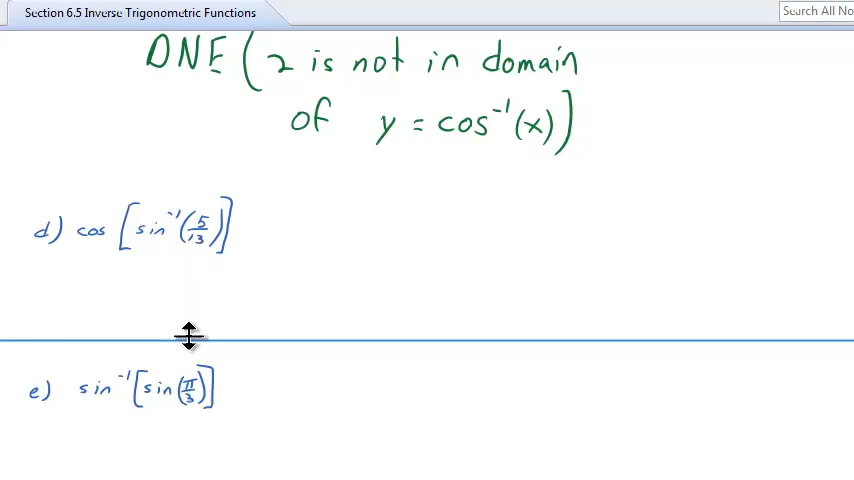 Section 6.5 Inverse Trigonometric Functions
Search All No
DNE ( 2 is not in domain
of y = cos⁻¹(x) )
d) cos [ sin⁻¹ (5/13) ]
e) sin⁻¹ [ sin (π/3) ]